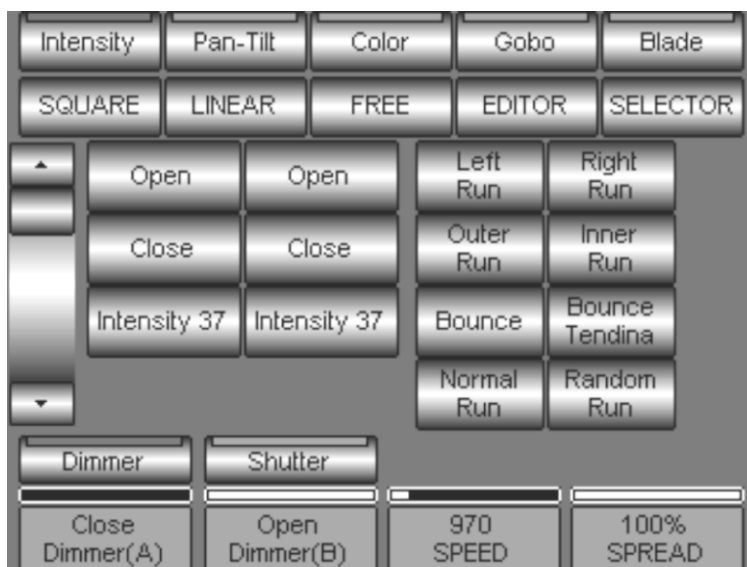 Intensity Pan-Tilt Color Gobo Blade
SQUARE LINEAR FREE EDITOR SELECTOR
Open Open Left Run Right Run
Close Close Outer Run Inner Run
Intensity 37 Intensity 37 Bounce Bounce Tendina
Normal Run Random Run
Dimmer Shutter
Close Dimmer(A) Open Dimmer(B) 970 SPEED 100% SPREAD